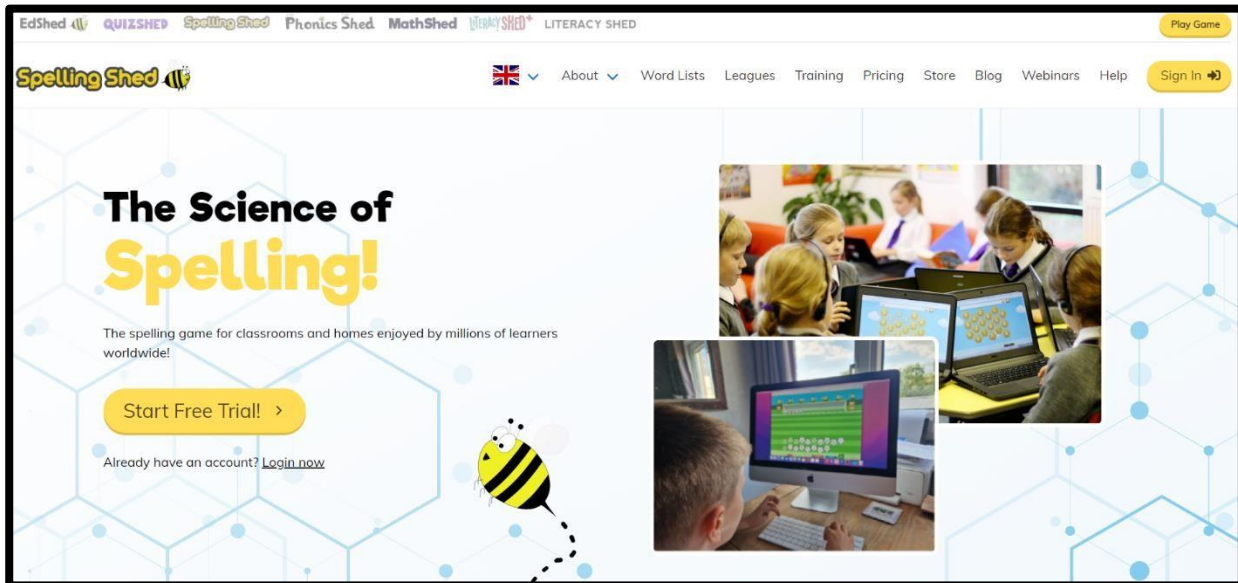 EdShed QUIZSHED Spelling Shed Phonics Shed MathShed LITERACY SHED+ LITERACY SHED Play Game
Spelling Shed About Word Lists Leagues Training Pricing Store Blog Webinars Help Sign In
The Science of
Spelling!
The spelling game for classrooms and homes enjoyed by millions of learners
worldwide!
Start Free Trial! >
Already have an account? Login now